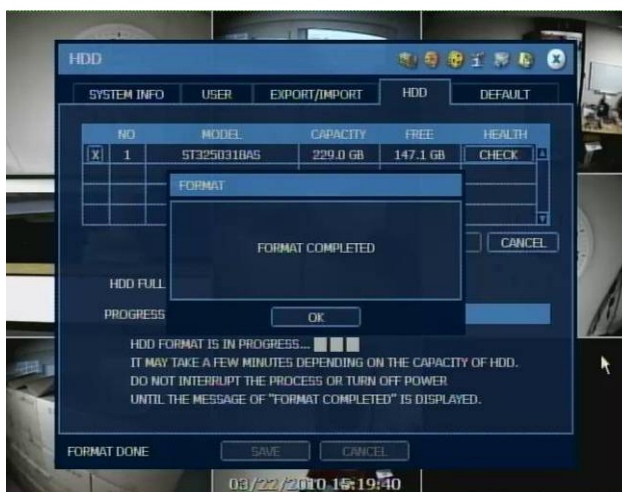 HDD
SYSTEM INFO USER EXPORT/IMPORT HDD DEFAULT
NO MODEL CAPACITY FREE HEALTH
X 1 ST3250318AS 229.0 GB 147.1 GB CHECK
FORMAT
FORMAT COMPLETED
CANCEL
HDD FULL
PROGRESS
OK
HDD FORMAT IS IN PROGRESS...
IT MAY TAKE A FEW MINUTES DEPENDING ON THE CAPACITY OF HDD.
DO NOT INTERRUPT THE PROCESS OR TURN OFF POWER
UNTIL THE MESSAGE OF "FORMAT COMPLETED" IS DISPLAYED.
FORMAT DONE SAVE CANCEL
03/22/2010 15:19:40